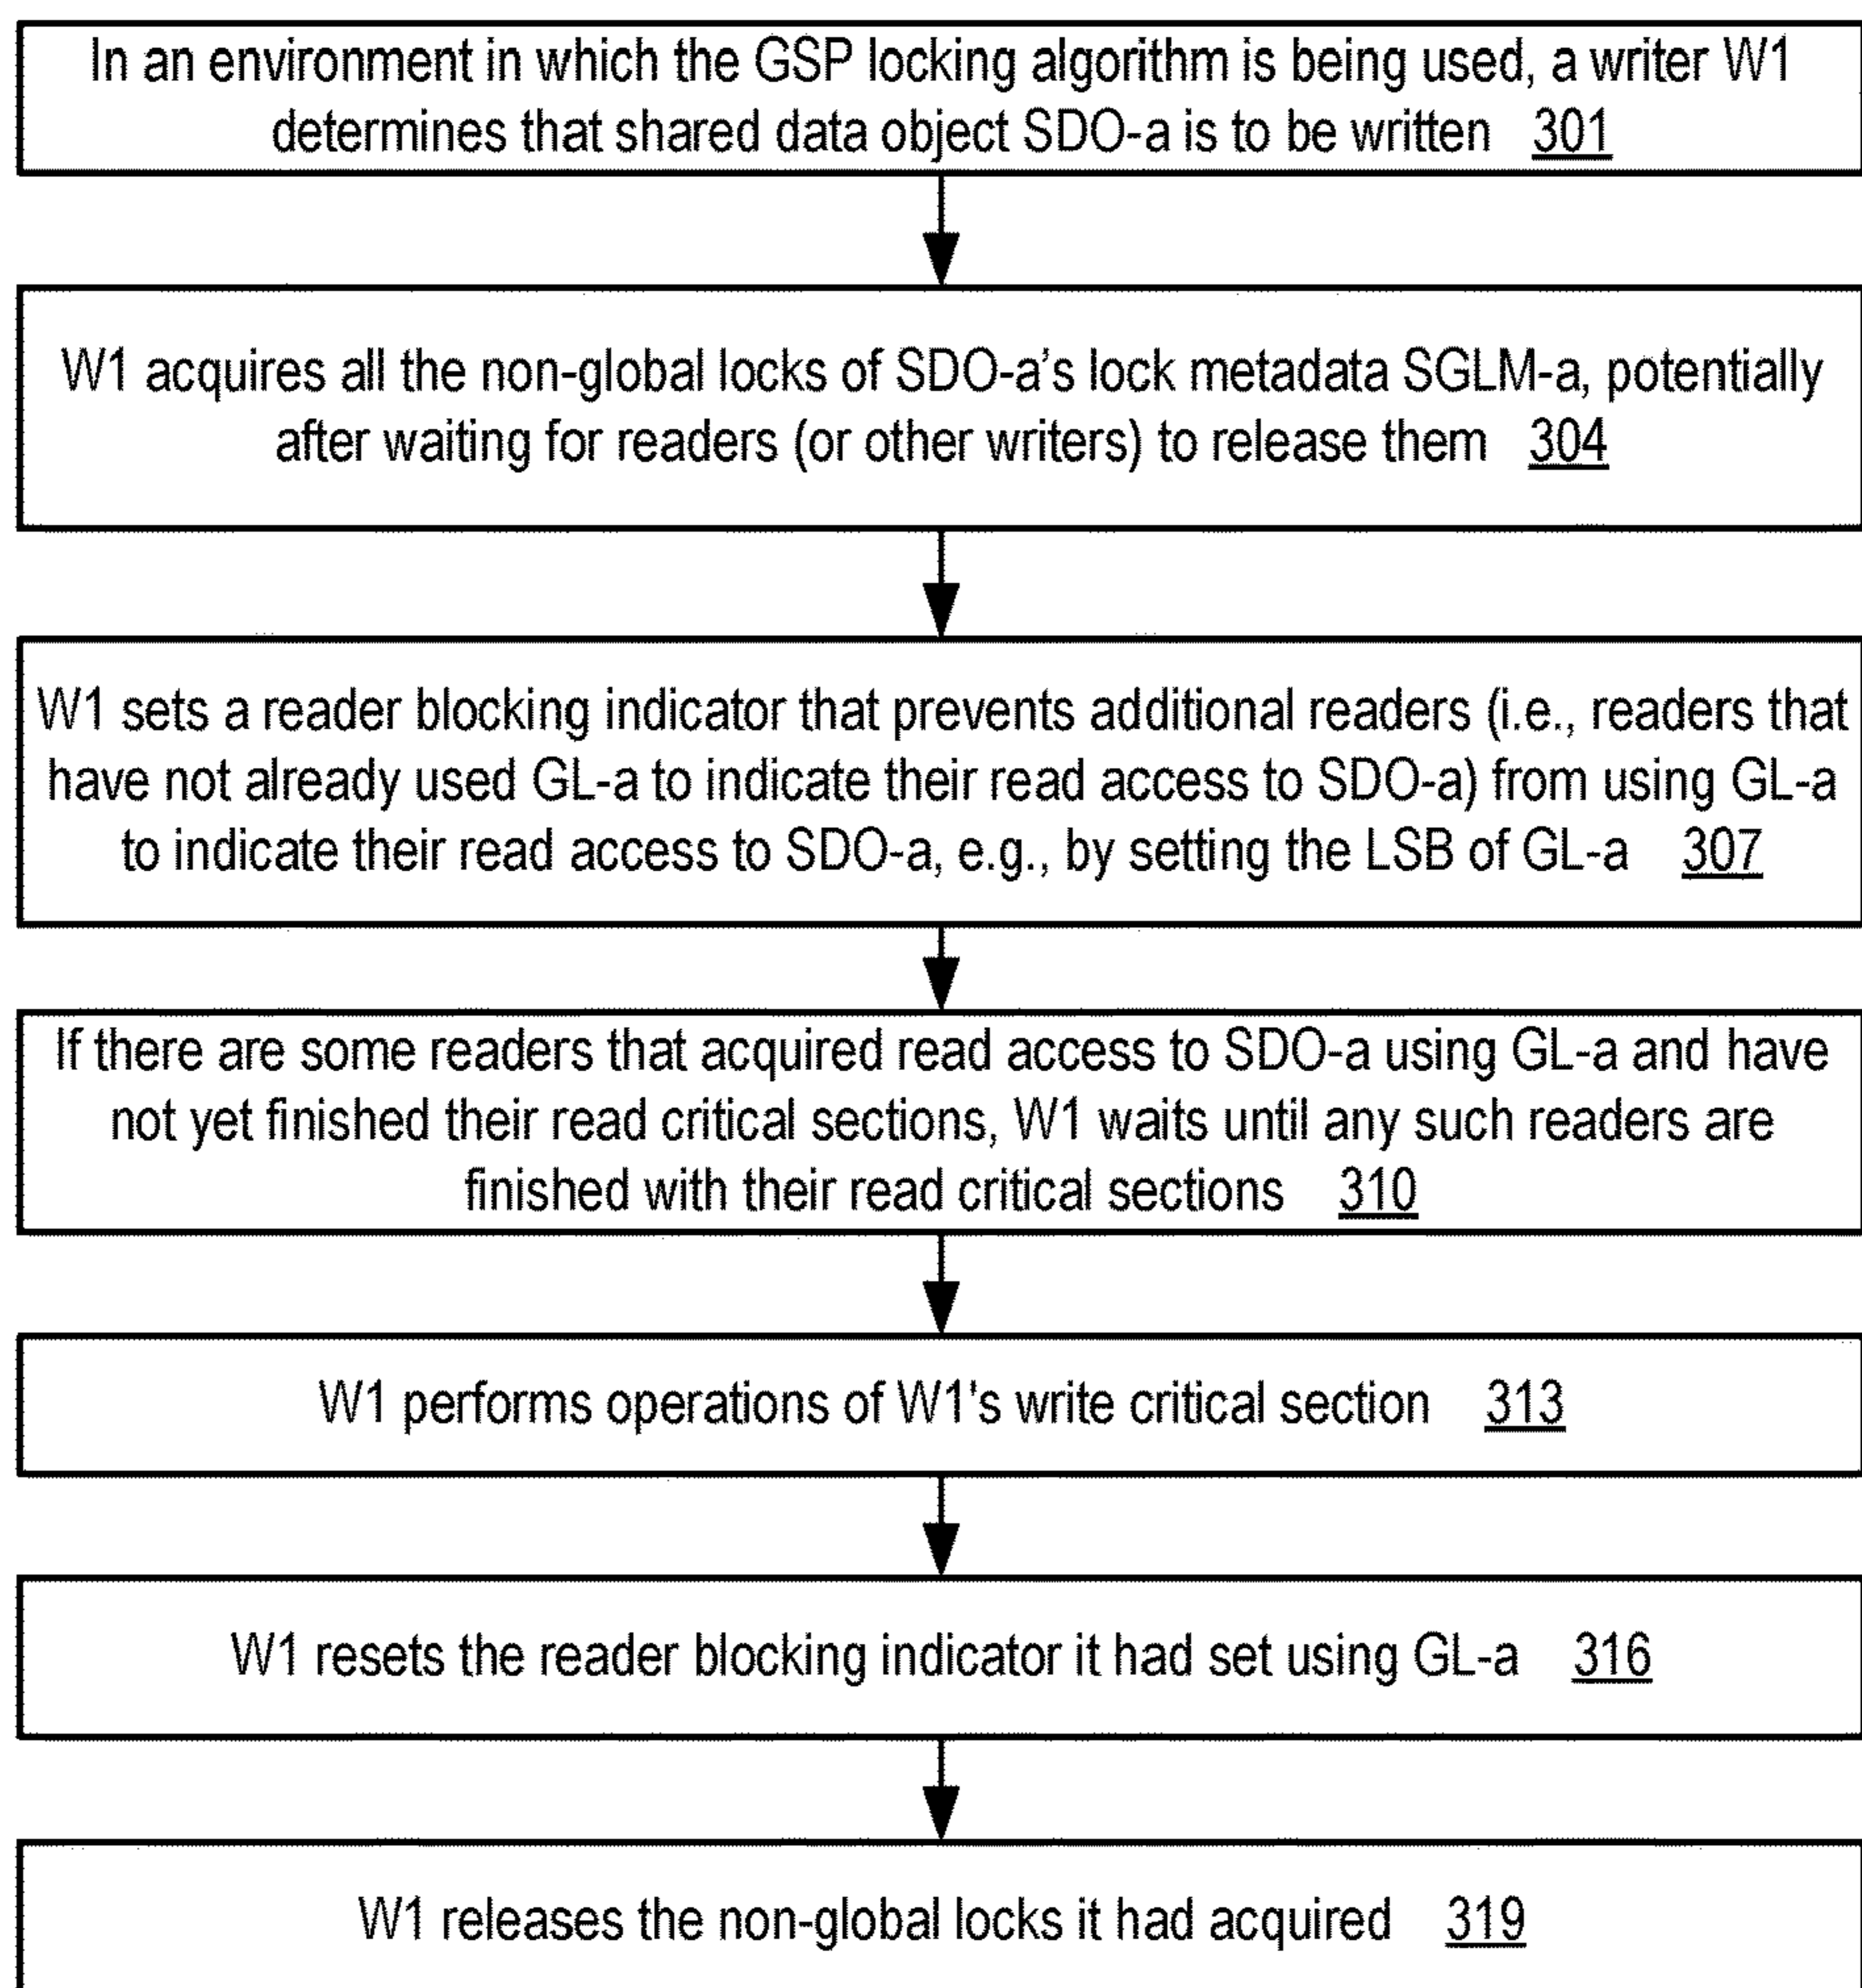 In an environment in which the GSP locking algorithm is being used, a writer W1
determines that shared data object SDO-a is to be written 301
W1 acquires all the non-global locks of SDO-a’s lock metadata SGLM-a, potentially
after waiting for readers (or other writers) to release them 304
W1 sets a reader blocking indicator that prevents additional readers (i.e., readers that
have not already used GL-a to indicate their read access to SDO-a) from using GL-a
to indicate their read access to SDO-a, e.g., by setting the LSB of GL-a 307
If there are some readers that acquired read access to SDO-a using GL-a and have
not yet finished their read critical sections, W1 waits until any such readers are
finished with their read critical sections 310
W1 performs operations of W1's write critical section 313
W1 resets the reader blocking indicator it had set using GL-a 316
W1 releases the non-global locks it had acquired 319